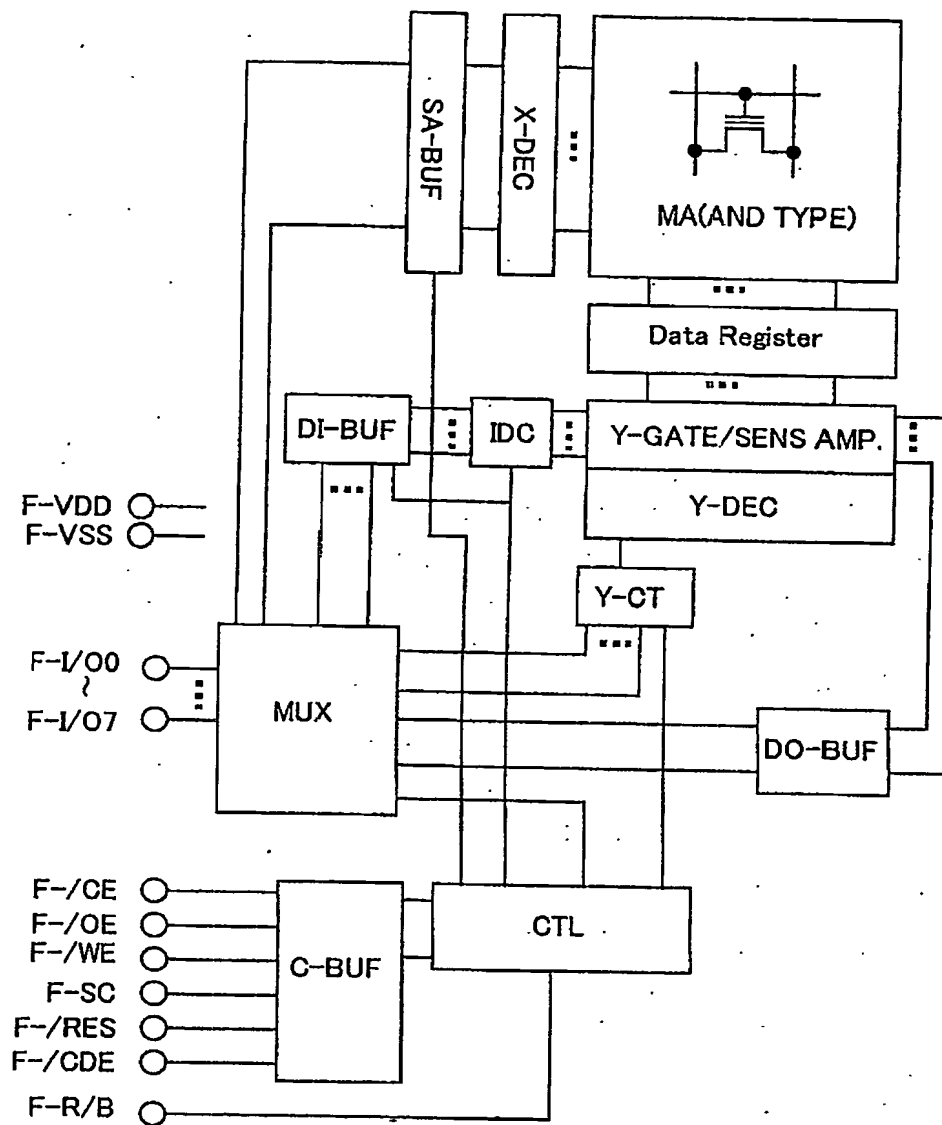 SA-BUF
X-DEC
MA(AND TYPE)
Data Register
DI-BUF
IDC
Y-GATE/SENS AMP.
Y-DEC
F-VDD
F-VSS
Y-CT
F-I/O0
~
F-I/O7
MUX
DO-BUF
F-/CE
F-/OE
F-/WE
F-SC
F-/RES
F-/CDE
F-R/B
C-BUF
CTL